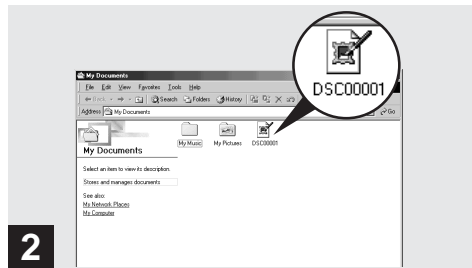 DSC00001
My Documents
File Edit View Favorites Tools Help
Back Search Folders History
Address My Documents Go
My Music My Pictures DSC00001
My Documents
Select an item to view its description.
Stores and manages documents
See also:
My Network Places
My Computer
2